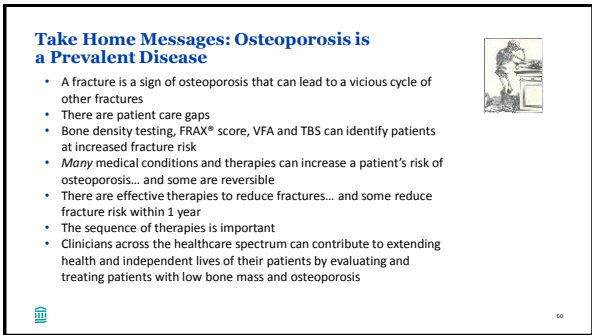 Take Home Messages: Osteoporosis is
a Prevalent Disease
• A fracture is a sign of osteoporosis that can lead to a vicious cycle of
other fractures
• There are patient care gaps
• Bone density testing, FRAX® score, VFA and TBS can identify patients
at increased fracture risk
• Many medical conditions and therapies can increase a patient's risk of
osteoporosis... and some are reversible
• There are effective therapies to reduce fractures... and some reduce
fracture risk within 1 year
• The sequence of therapies is important
• Clinicians across the healthcare spectrum can contribute to extending
health and independent lives of their patients by evaluating and
treating patients with low bone mass and osteoporosis
60